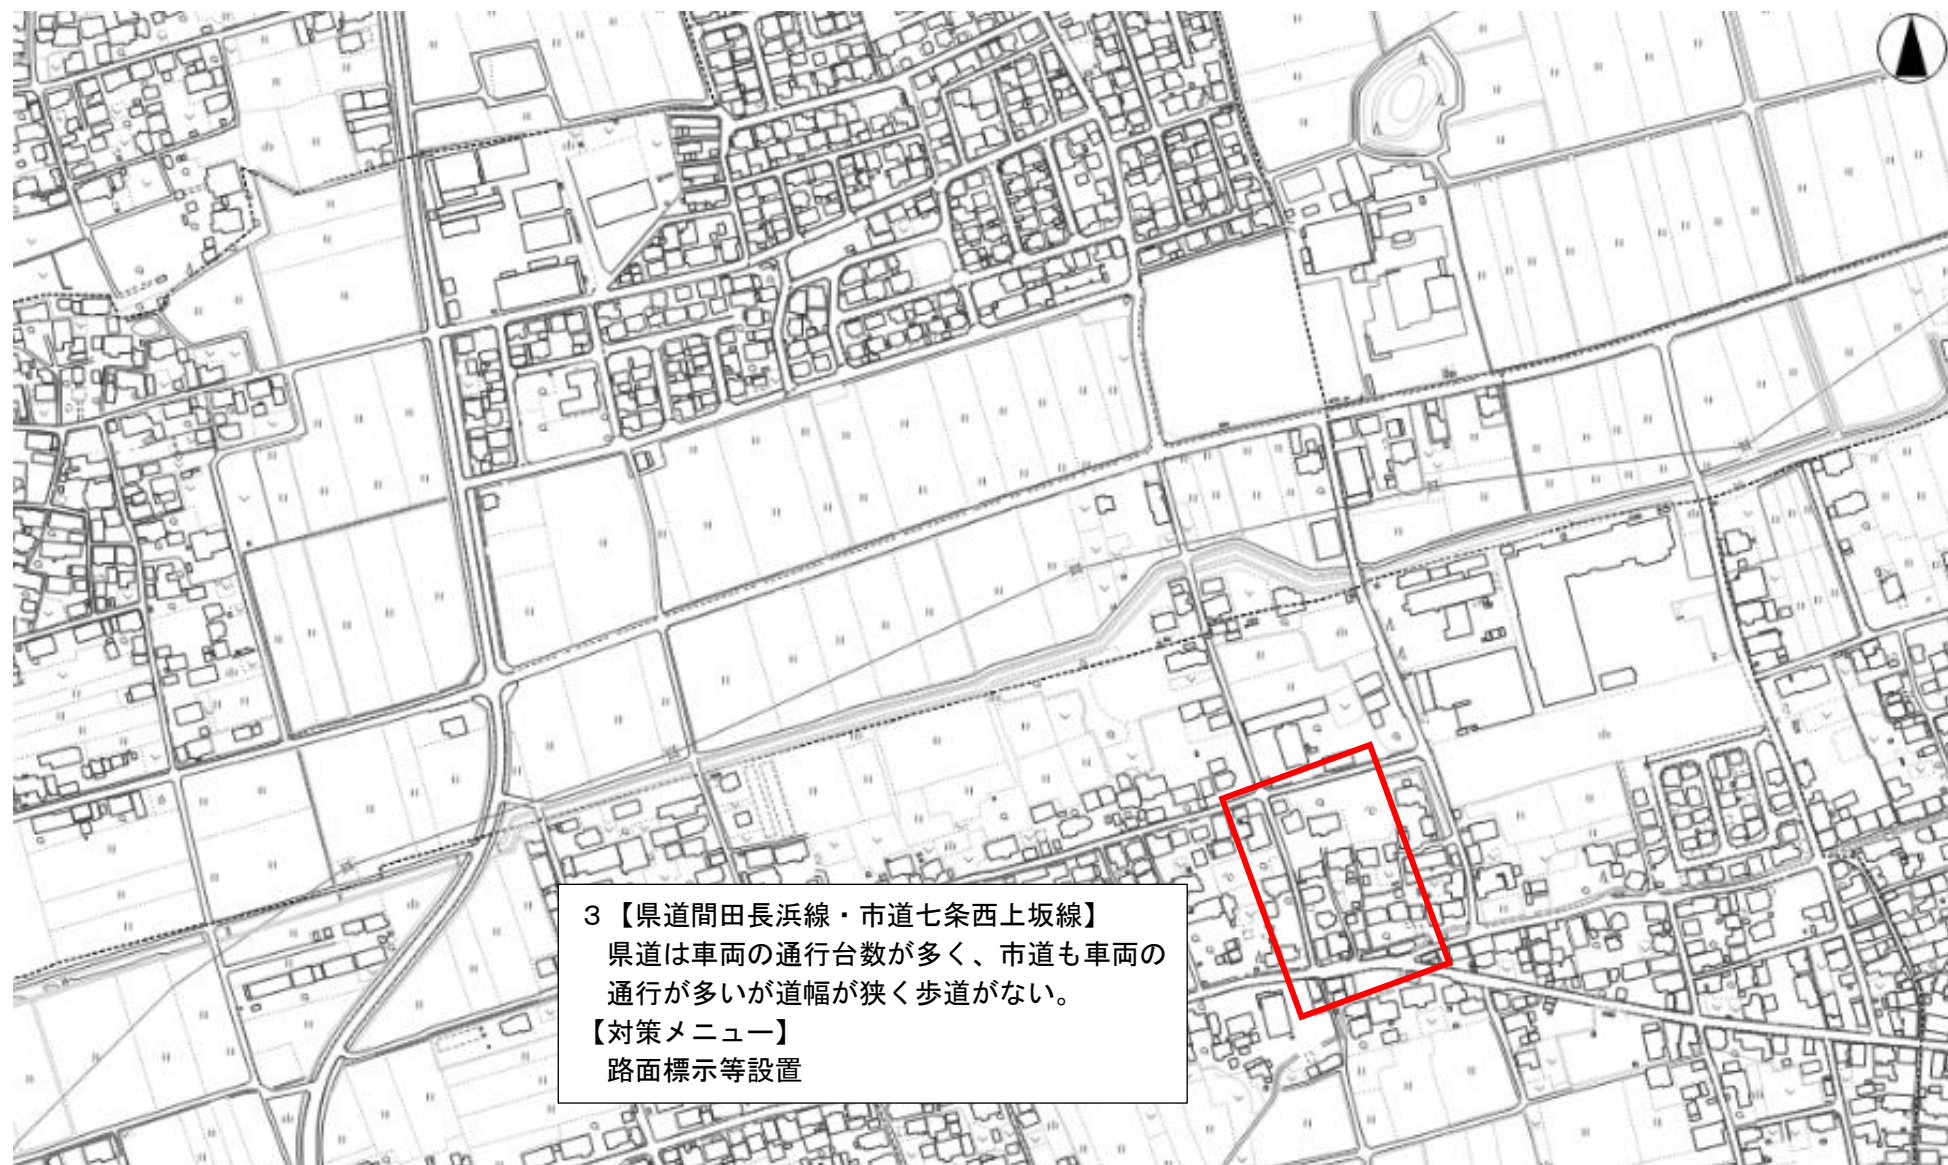 ３【県道間田長浜線・市道七条西上坂線】
県道は車両の通行台数が多く、市道も車両の
通行が多いが道幅が狭く歩道がない。
【対策メニュー】
路面標示等設置